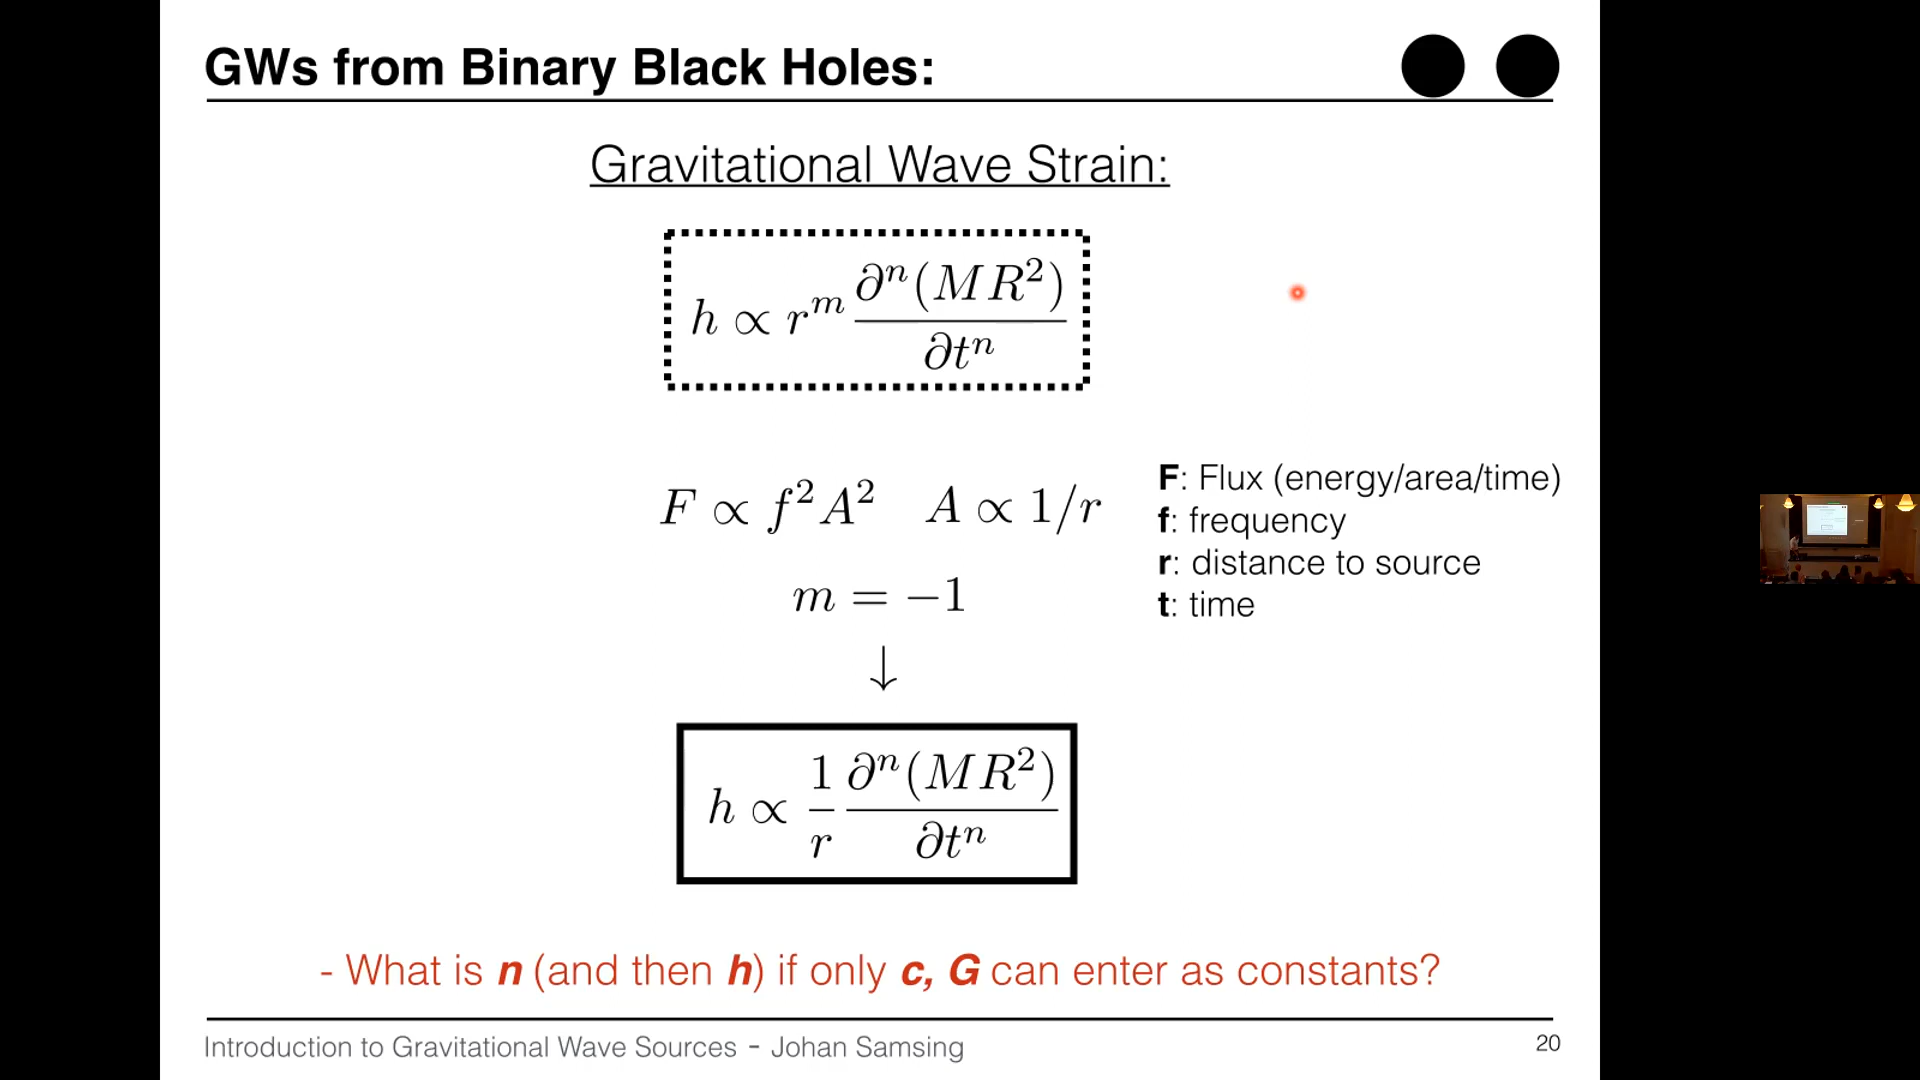 GWs from Binary Black Holes:
Gravitational Wave Strain:
h ∝ r^m ∂^n(MR^2)/∂t^n
F ∝ f^2 A^2   A ∝ 1/r
F: Flux (energy/area/time)
f: frequency
r: distance to source
t: time
m = −1
↓
h ∝ 1/r ∂^n(MR^2)/∂t^n
- What is n (and then h) if only c, G can enter as constants?
Introduction to Gravitational Wave Sources - Johan Samsing
20